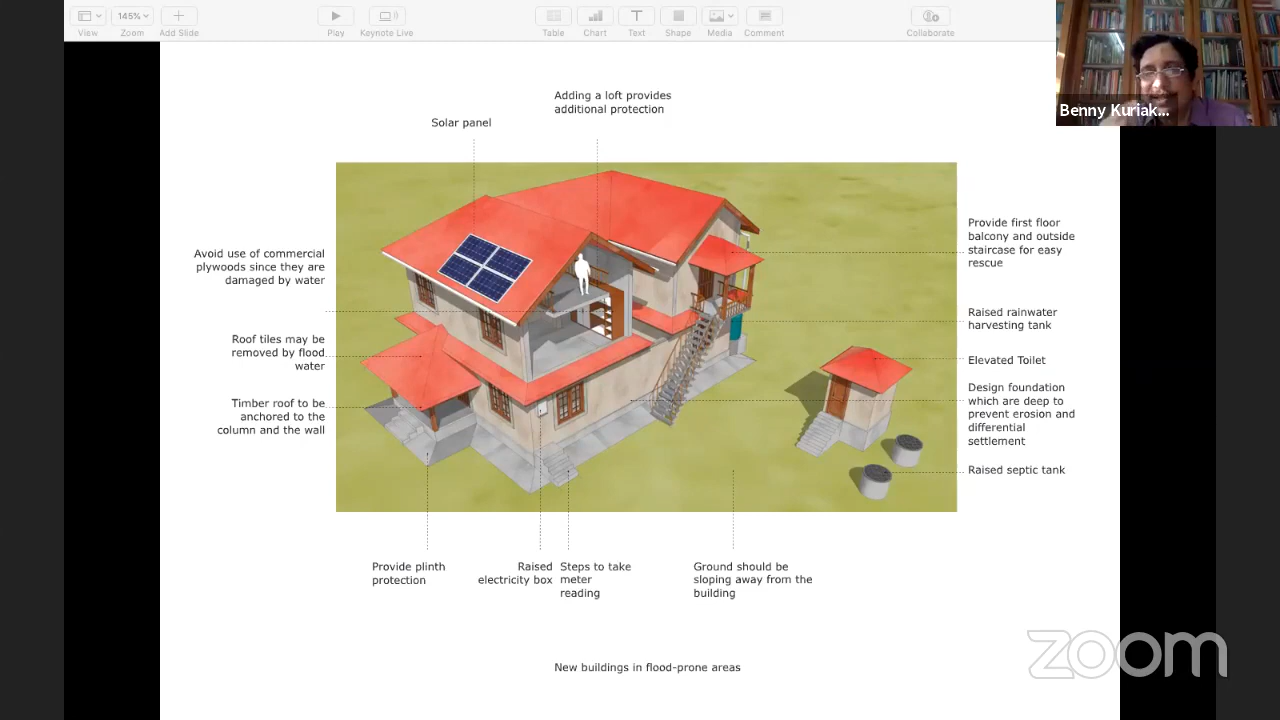 View
145%
Zoom
Add Slide
Play
Keynote Live
Table
Chart
Text
Shape
Media
Comment
Collaborate
Benny Kuriak...
Adding a loft provides
additional protection
Solar panel
Avoid use of commercial
plywoods since they are
damaged by water
Roof tiles may be
removed by flood
water
Timber roof to be
anchored to the
column and the wall
Provide first floor
balcony and outside
staircase for easy
rescue
Raised rainwater
harvesting tank
Elevated Toilet
Design foundation
which are deep to
prevent erosion and
differential
settlement
Raised septic tank
Provide plinth
protection
Raised
electricity box
Steps to take
meter
reading
Ground should be
sloping away from the
building
New buildings in flood-prone areas
zoom